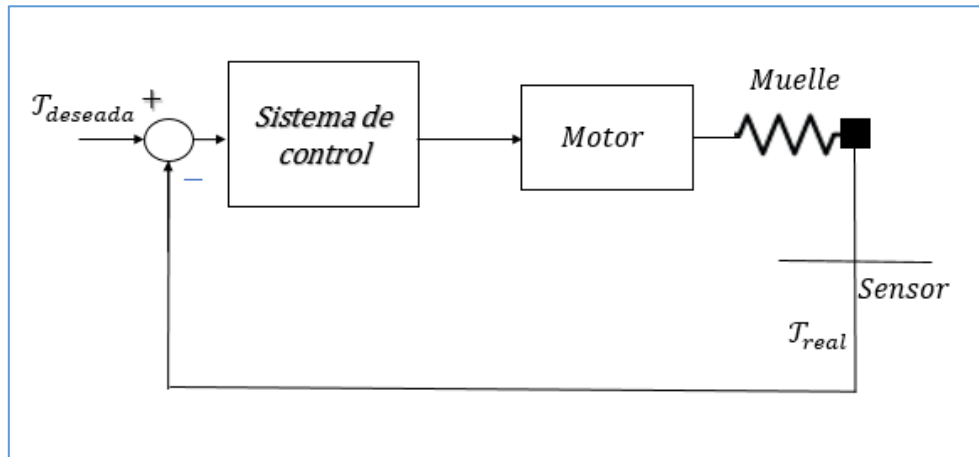 Muelle
𝒯deseada
+
Sistema de
control
Motor
−
Sensor
𝒯real